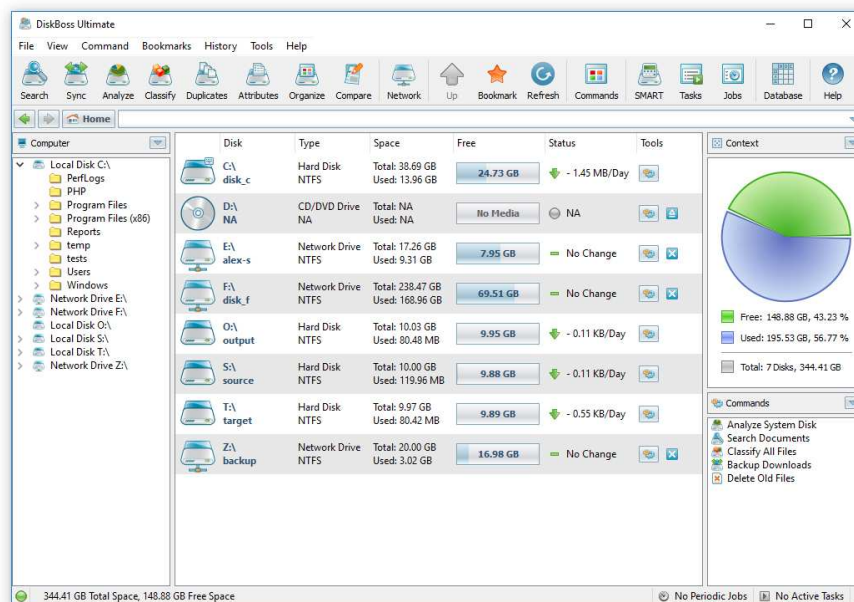 DiskBoss Ultimate
File View Command Bookmarks History Tools Help
Search Sync Analyze Classify Duplicates Attributes Organize Compare Network Up Bookmark Refresh Commands SMART Tasks Jobs Database Help
Home
Computer
Local Disk C:\
PerfLogs
PHP
Program Files
Program Files (x86)
Reports
temp
tests
Users
Windows
Network Drive E:\
Network Drive F:\
Local Disk O:\
Local Disk S:\
Local Disk T:\
Network Drive Z:\
Disk Type Space Free Status Tools
C:\ Hard Disk Total: 38.69 GB
disk_c NTFS Used: 13.96 GB
24.73 GB - 1.45 MB/Day
D:\ CD/DVD Drive Total: NA
NA NA Used: NA
No Media NA
E:\ Network Drive Total: 17.26 GB
alex-s NTFS Used: 9.31 GB
7.95 GB No Change
F:\ Network Drive Total: 238.47 GB
disk_f NTFS Used: 168.96 GB
69.51 GB No Change
O:\ Hard Disk Total: 10.03 GB
output NTFS Used: 80.48 MB
9.95 GB - 0.11 KB/Day
S:\ Hard Disk Total: 10.00 GB
source NTFS Used: 119.96 MB
9.88 GB - 0.11 KB/Day
T:\ Hard Disk Total: 9.97 GB
target NTFS Used: 80.42 MB
9.89 GB - 0.55 KB/Day
Z:\ Network Drive Total: 20.00 GB
backup NTFS Used: 3.02 GB
16.98 GB No Change
Context
Free: 148.88 GB, 43.23 %
Used: 195.53 GB, 56.77 %
Total: 7 Disks, 344.41 GB
Commands
Analyze System Disk
Search Documents
Classify All Files
Backup Downloads
Delete Old Files
344.41 GB Total Space, 148.88 GB Free Space
No Periodic Jobs No Active Tasks